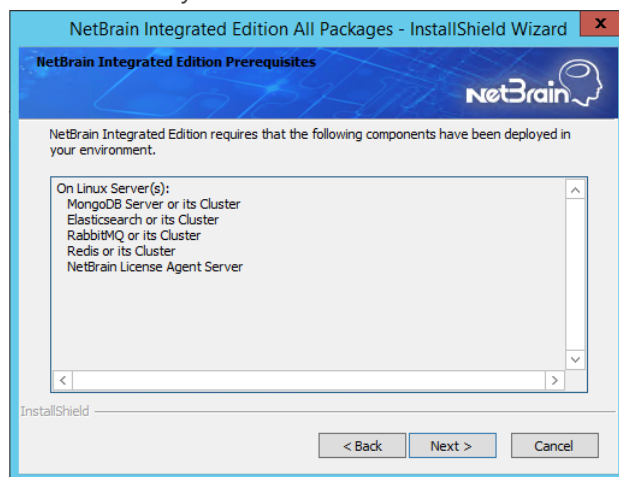 NetBrain Integrated Edition All Packages - InstallShield Wizard
x
NetBrain Integrated Edition Prerequisites
NetBrain
NetBrain Integrated Edition requires that the following components have been deployed in
your environment.
On Linux Server(s):
MongoDB Server or its Cluster
Elasticsearch or its Cluster
RabbitMQ or its Cluster
Redis or its Cluster
NetBrain License Agent Server
InstallShield
< Back
Next >
Cancel